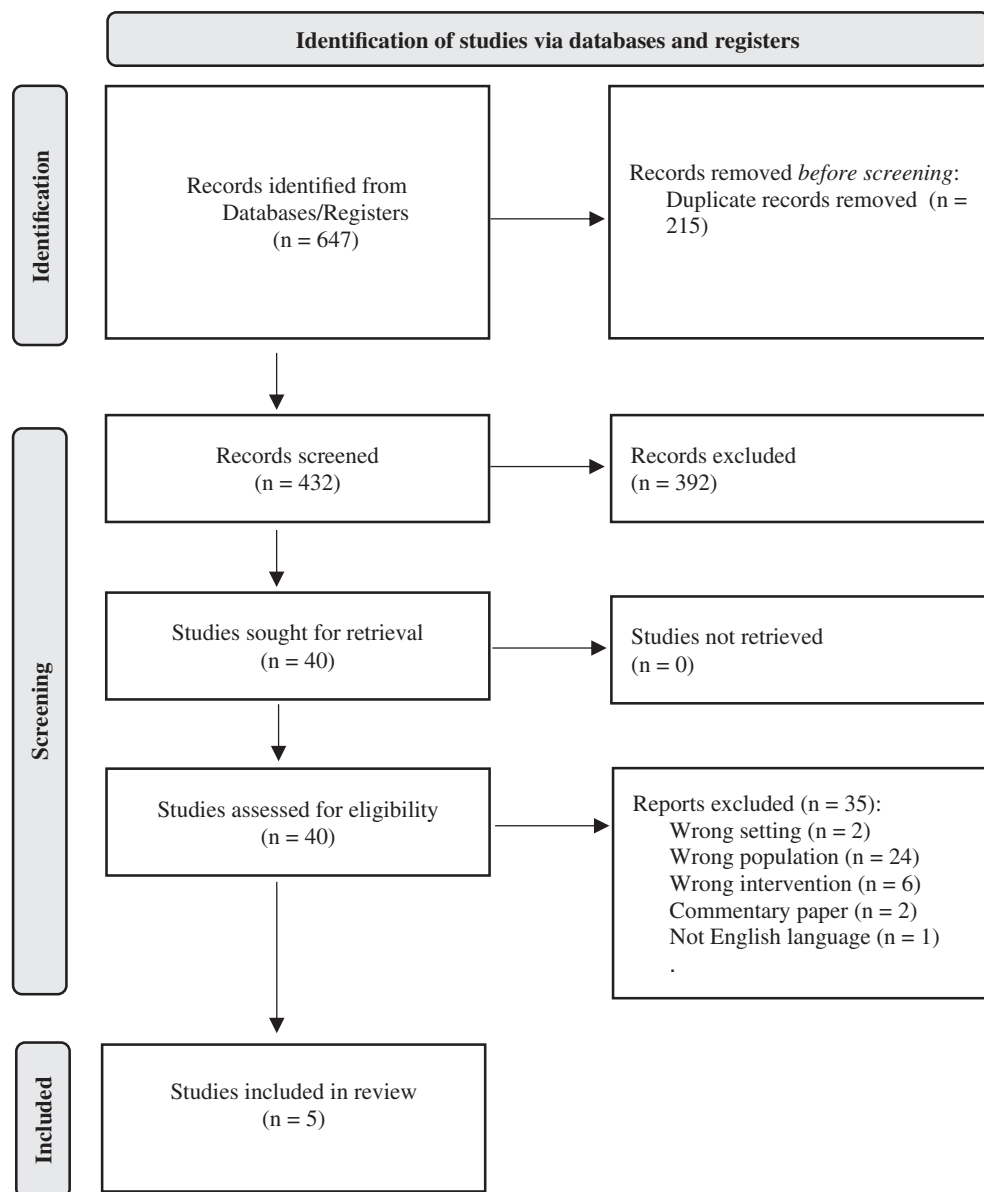 Identification of studies via databases and registers
Identification
Records identified from
Databases/Registers
(n = 647)
Records removed before screening:
Duplicate records removed (n =
215)
Screening
Records screened
(n = 432)
Records excluded
(n = 392)
Studies sought for retrieval
(n = 40)
Studies not retrieved
(n = 0)
Studies assessed for eligibility
(n = 40)
Reports excluded (n = 35):
Wrong setting (n = 2)
Wrong population (n = 24)
Wrong intervention (n = 6)
Commentary paper (n = 2)
Not English language (n = 1)
.
Included
Studies included in review
(n = 5)